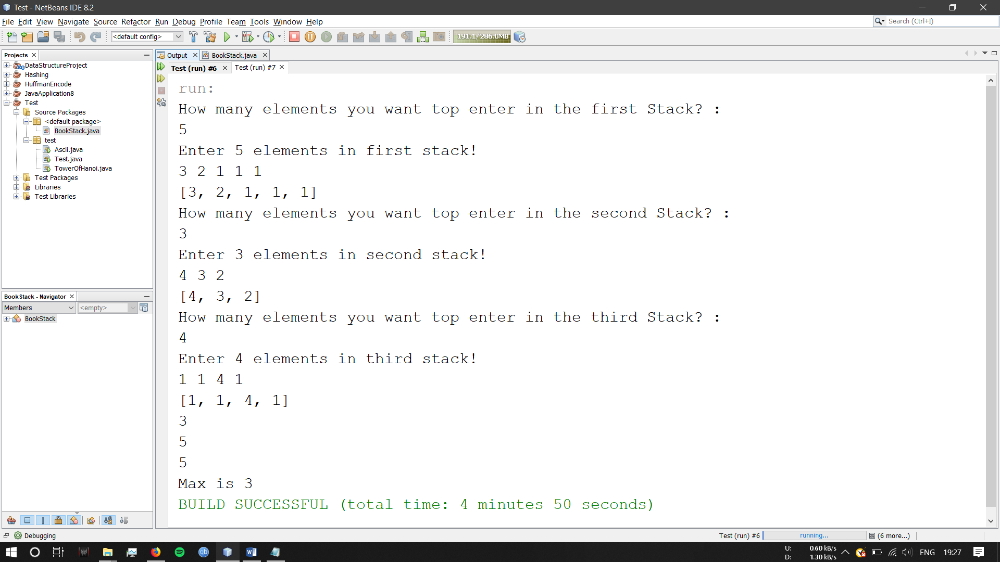 Test - NetBeans IDE 8.2
File Edit View Navigate Source Refactor Run Debug Profile Team Tools Window Help
Search (Ctrl+I)
<default config>
191.1/286.0MB
Projects
Output
BookStack.java
DataStructureProject
Hashing
HuffmanEncode
JavaApplication8
Test
Source Packages
<default package>
BookStack.java
test
Ascii.java
Test.java
TowerOfHanoi.java
Test Packages
Libraries
Test Libraries
BookStack - Navigator
Members
<empty>
BookStack
Test (run) #6
Test (run) #7
run:
How many elements you want top enter in the first Stack? :
5
Enter 5 elements in first stack!
3 2 1 1 1
[3, 2, 1, 1, 1]
How many elements you want top enter in the second Stack? :
3
Enter 3 elements in second stack!
4 3 2
[4, 3, 2]
How many elements you want top enter in the third Stack? :
4
Enter 4 elements in third stack!
1 1 4 1
[1, 1, 4, 1]
3
5
5
Max is 3
BUILD SUCCESSFUL (total time: 4 minutes 50 seconds)
Debugging
Test (run) #6
running...
(6 more...)
U: 0.60 kB/s
D: 1.30 kB/s
ENG
19:27